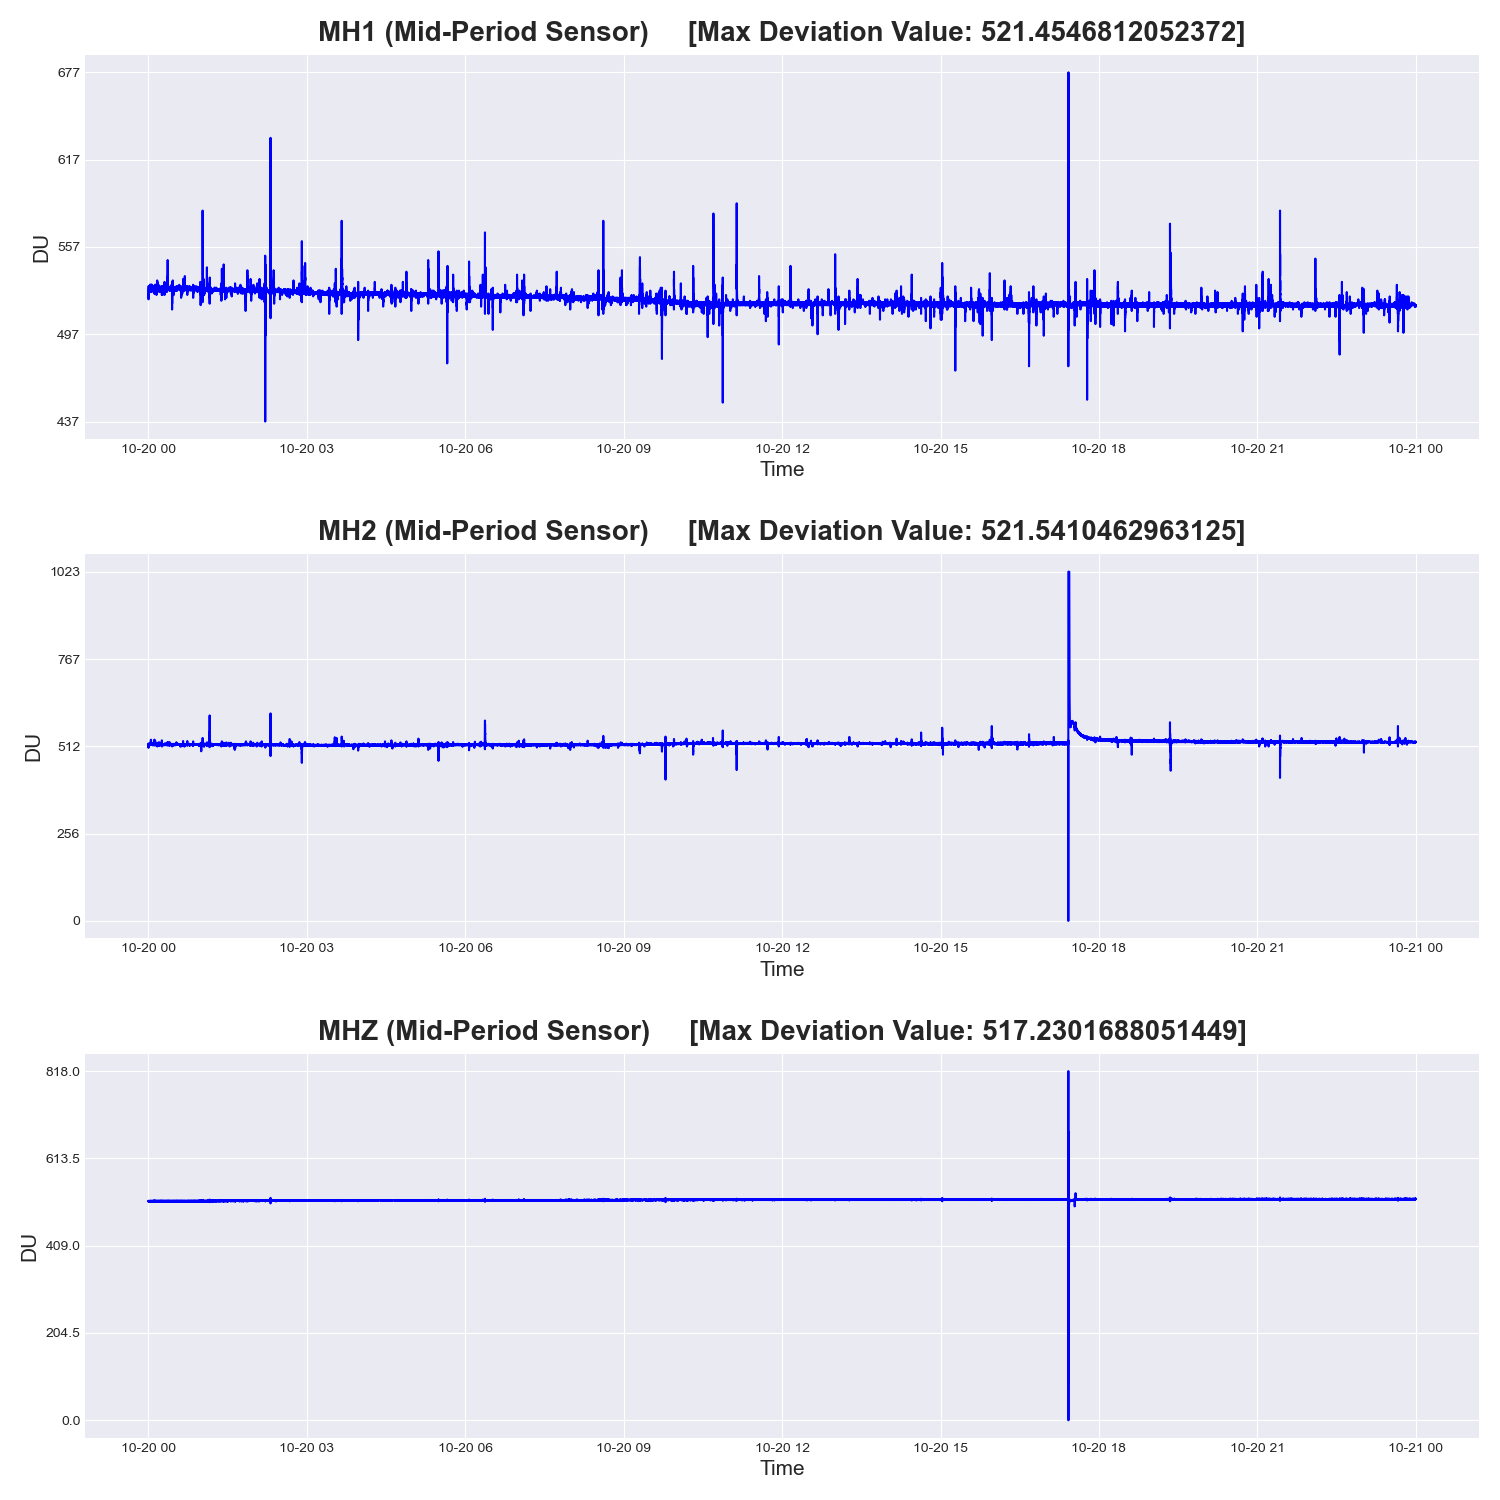 MH1 (Mid-Period Sensor) [Max Deviation Value: 521.4546812052372]
677
617
557
497
437
DU
10-20 00 10-20 03 10-20 06 10-20 09 10-20 12 10-20 15 10-20 18 10-20 21 10-21 00
Time
MH2 (Mid-Period Sensor) [Max Deviation Value: 521.5410462963125]
1023
767
512
256
0
DU
10-20 00 10-20 03 10-20 06 10-20 09 10-20 12 10-20 15 10-20 18 10-20 21 10-21 00
Time
MHZ (Mid-Period Sensor) [Max Deviation Value: 517.2301688051449]
818.0
613.5
409.0
204.5
0.0
DU
10-20 00 10-20 03 10-20 06 10-20 09 10-20 12 10-20 15 10-20 18 10-20 21 10-21 00
Time